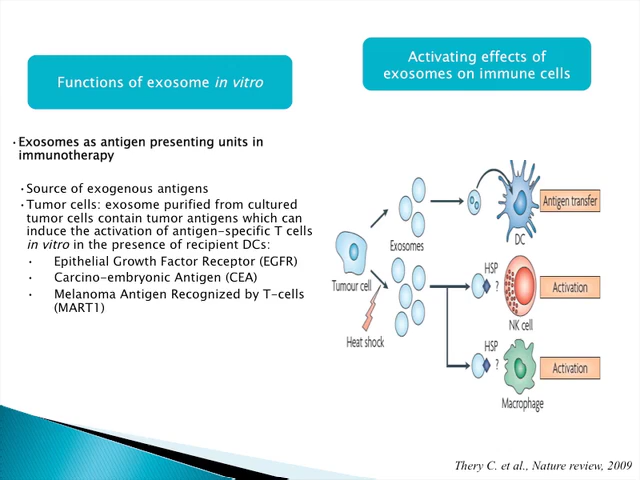 Functions of exosome in vitro
Activating effects of
exosomes on immune cells
•Exosomes as antigen presenting units in
immunotherapy
•Source of exogenous antigens
•Tumor cells: exosome purified from cultured
tumor cells contain tumor antigens which can
induce the activation of antigen-specific T cells
in vitro in the presence of recipient DCs:
• Epithelial Growth Factor Receptor (EGFR)
• Carcino-embryonic Antigen (CEA)
• Melanoma Antigen Recognized by T-cells
(MART1)
Antigen transfer
Exosomes
DC
Tumour cell
HSP
?
Activation
NK cell
Heat shock
HSP
?
Activation
Macrophage
Thery C. et al., Nature review, 2009